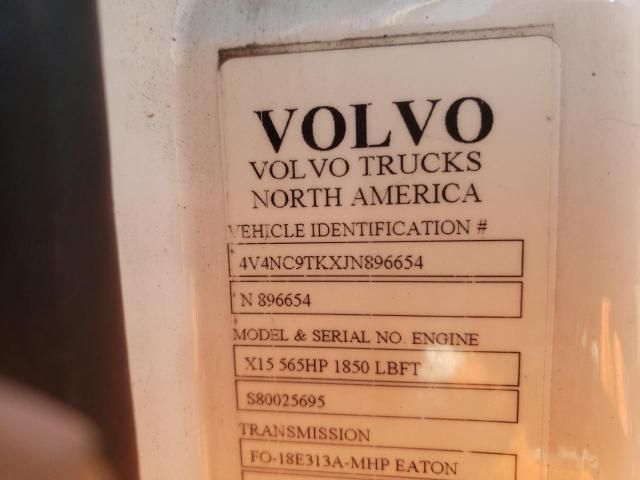 VOLVO
VOLVO TRUCKS
NORTH AMERICA
VEHICLE IDENTIFICATION #
4V4NC9TKXJN896654
N 896654
MODEL & SERIAL NO. ENGINE
X15 565HP 1850 LBFT
S80025695
TRANSMISSION
FO-18E313A-MHP EATON